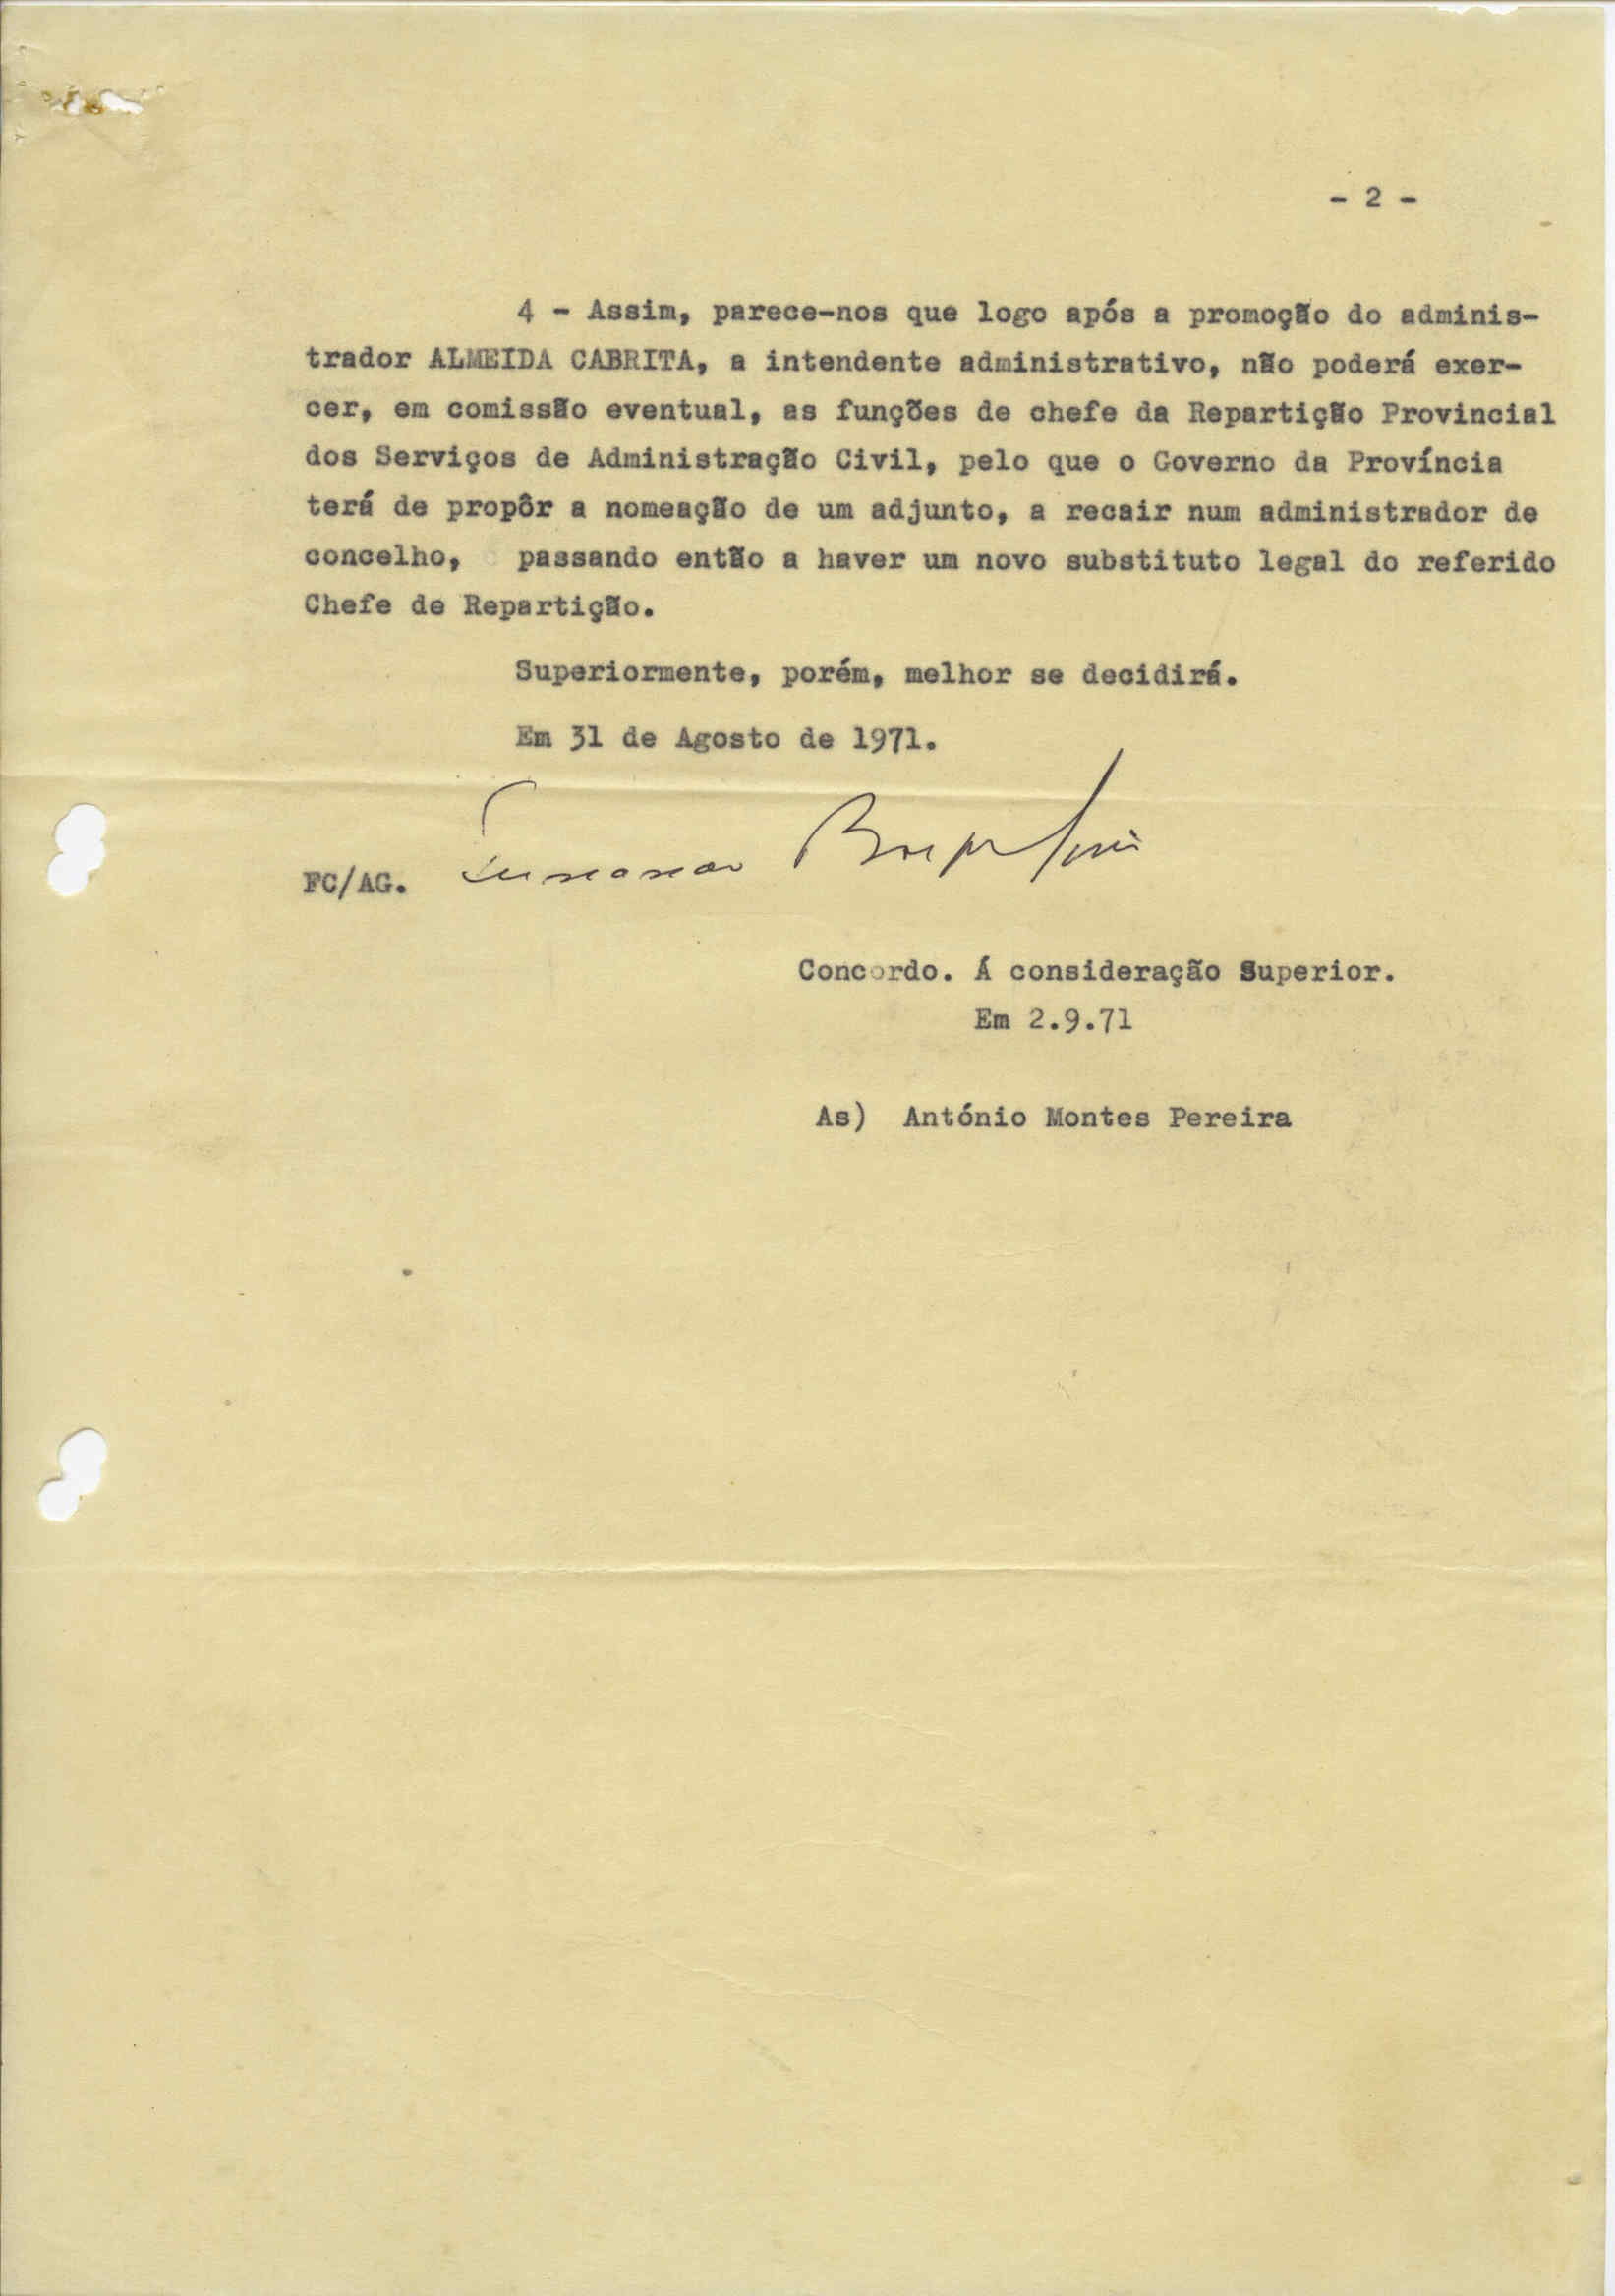 - 2 -
4 - Assim, parece-nos que logo após a promoção do adminis-
trador ALMEIDA CABRITA, a intendente administrativo, não poderá exer-
cer, em comissão eventual, as funções de chefe da Repartição Provincial
dos Serviços de Administração Civil, pelo que o Governo da Província
terá de propôr a nomeação de um adjunto, a recair num administrador de
concelho, passando então a haver um novo substituto legal do referido
Chefe de Repartição.
Superiormente, porém, melhor se decidirá.
Em 31 de Agosto de 1971.
FC/AG.
Concordo. Á consideração Superior.
Em 2.9.71
As) António Montes Pereira